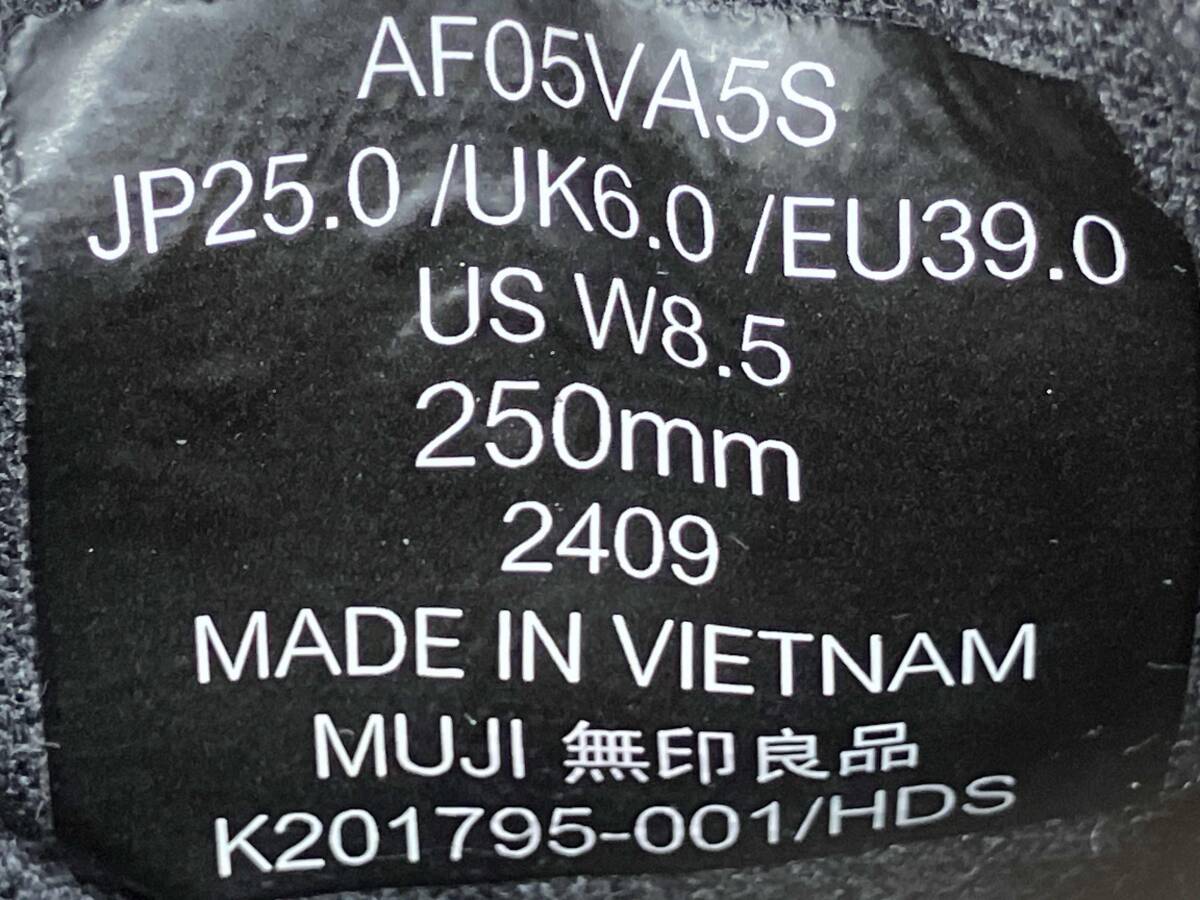 AF05VA5S
JP25.0 /UK6.0 /EU39.0
US W8.5
250mm
2409
MADE IN VIETNAM
MUJI 無印良品
K201795-001/HDS